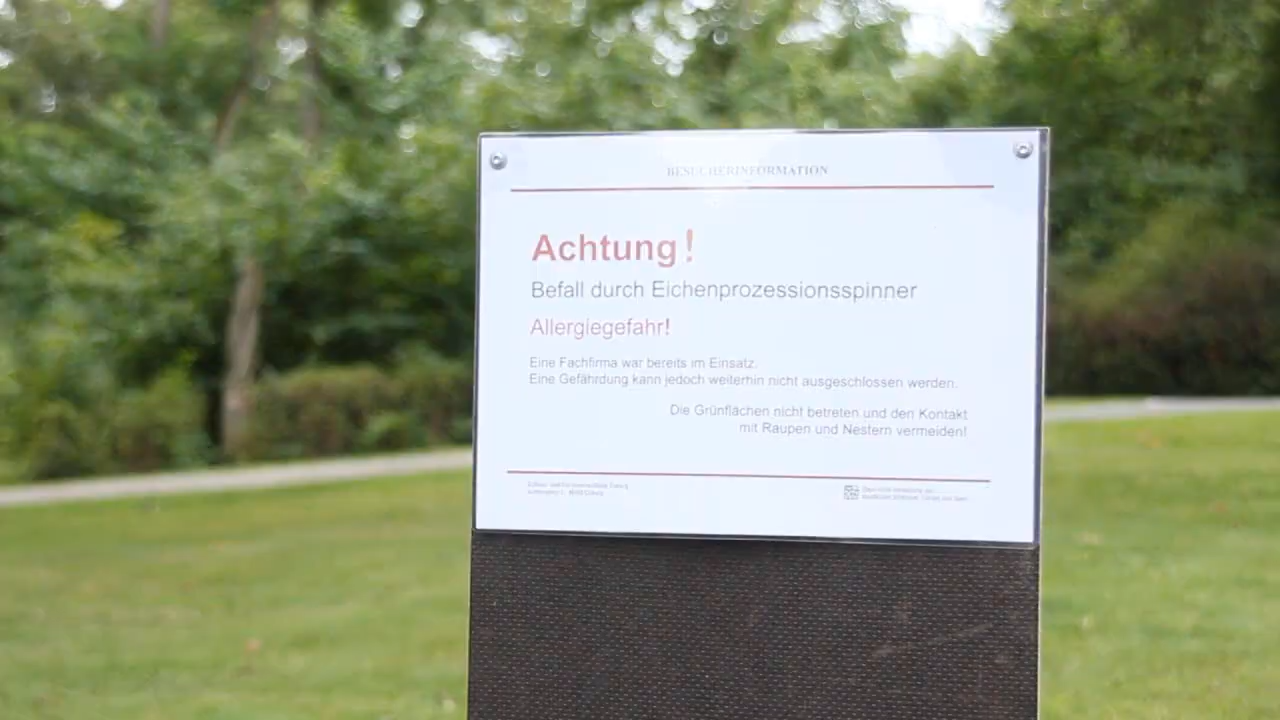 BESUCHERINFORMATION
Achtung!
Befall durch Eichenprozessionsspinner
Allergiegefahr!
Eine Fachfirma war bereits im Einsatz.
Eine Gefährdung kann jedoch weiterhin nicht ausgeschlossen werden.
Die Grünflächen nicht betreten und den Kontakt
mit Raupen und Nestern vermeiden!